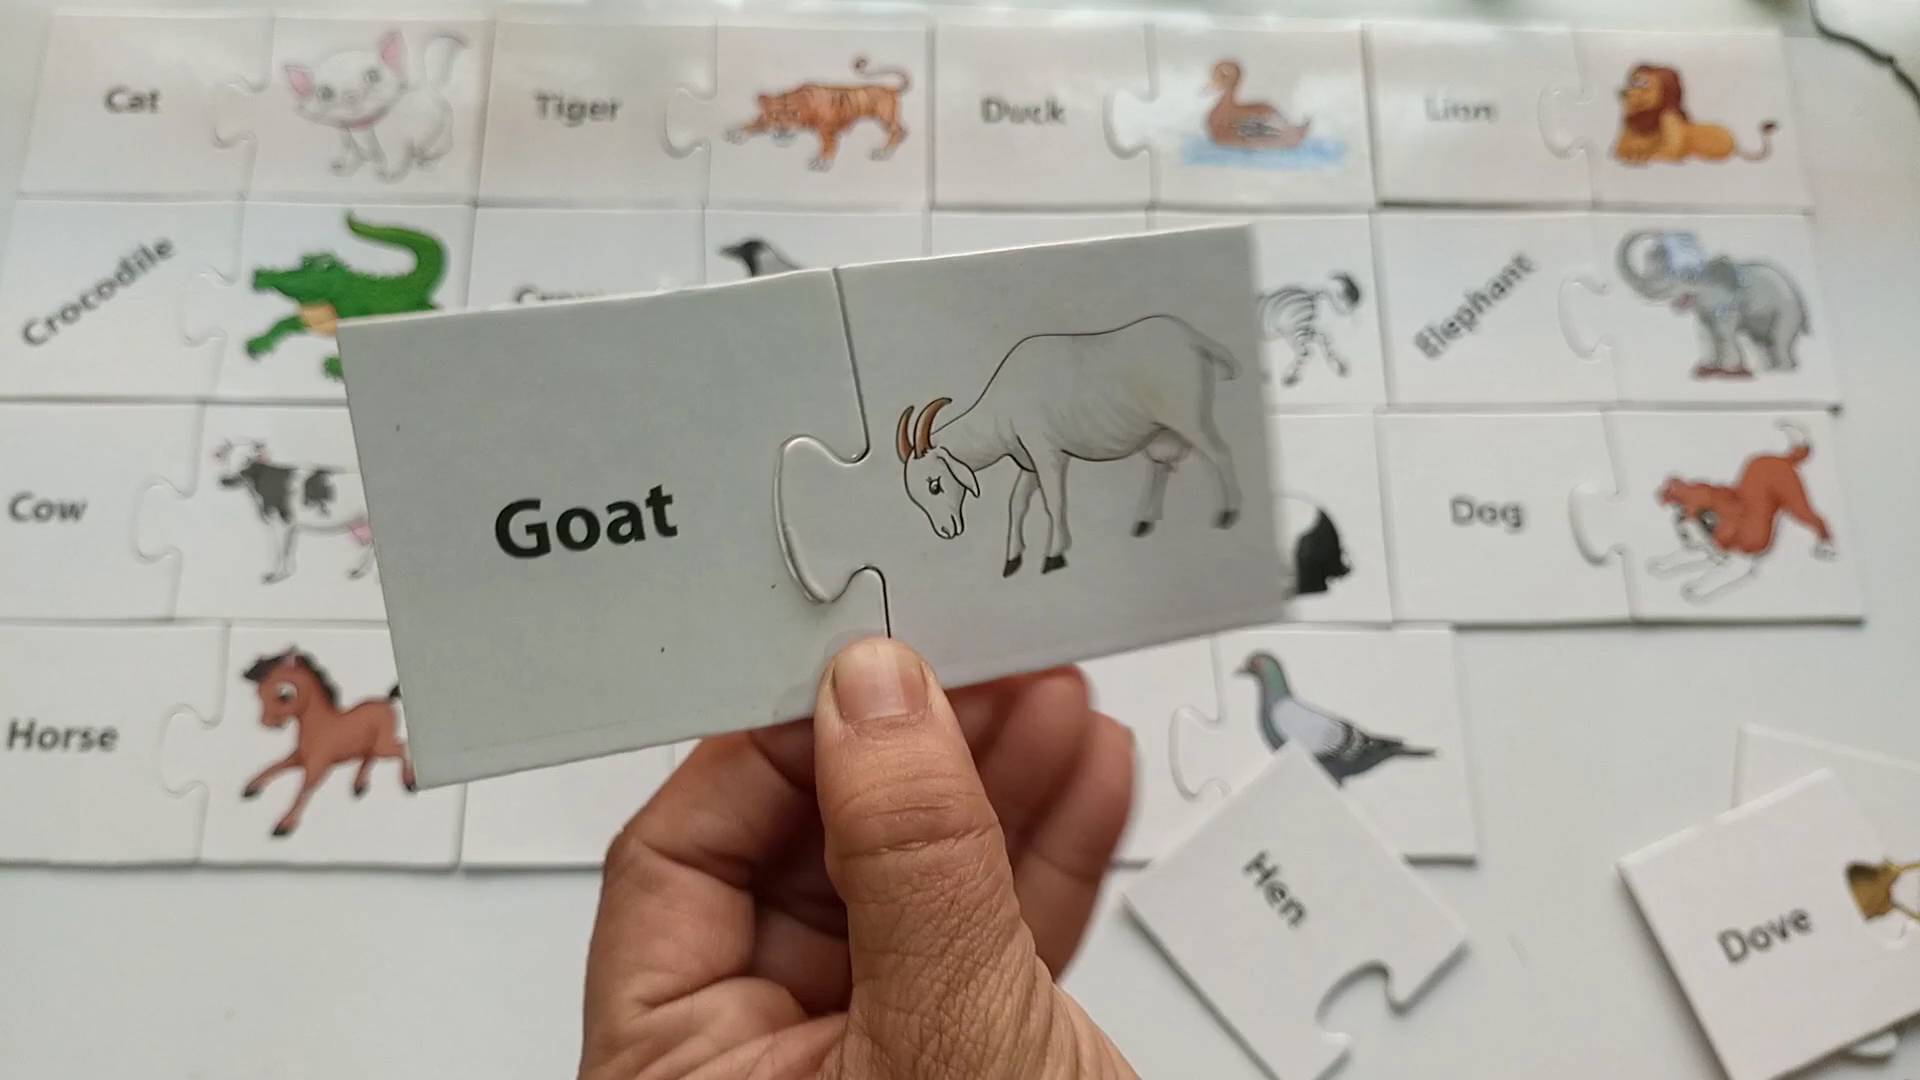 Cat
Tiger
Duck
Lion
Crocodile
Elephant
Cow
Goat
Dog
Horse
Hen
Dove